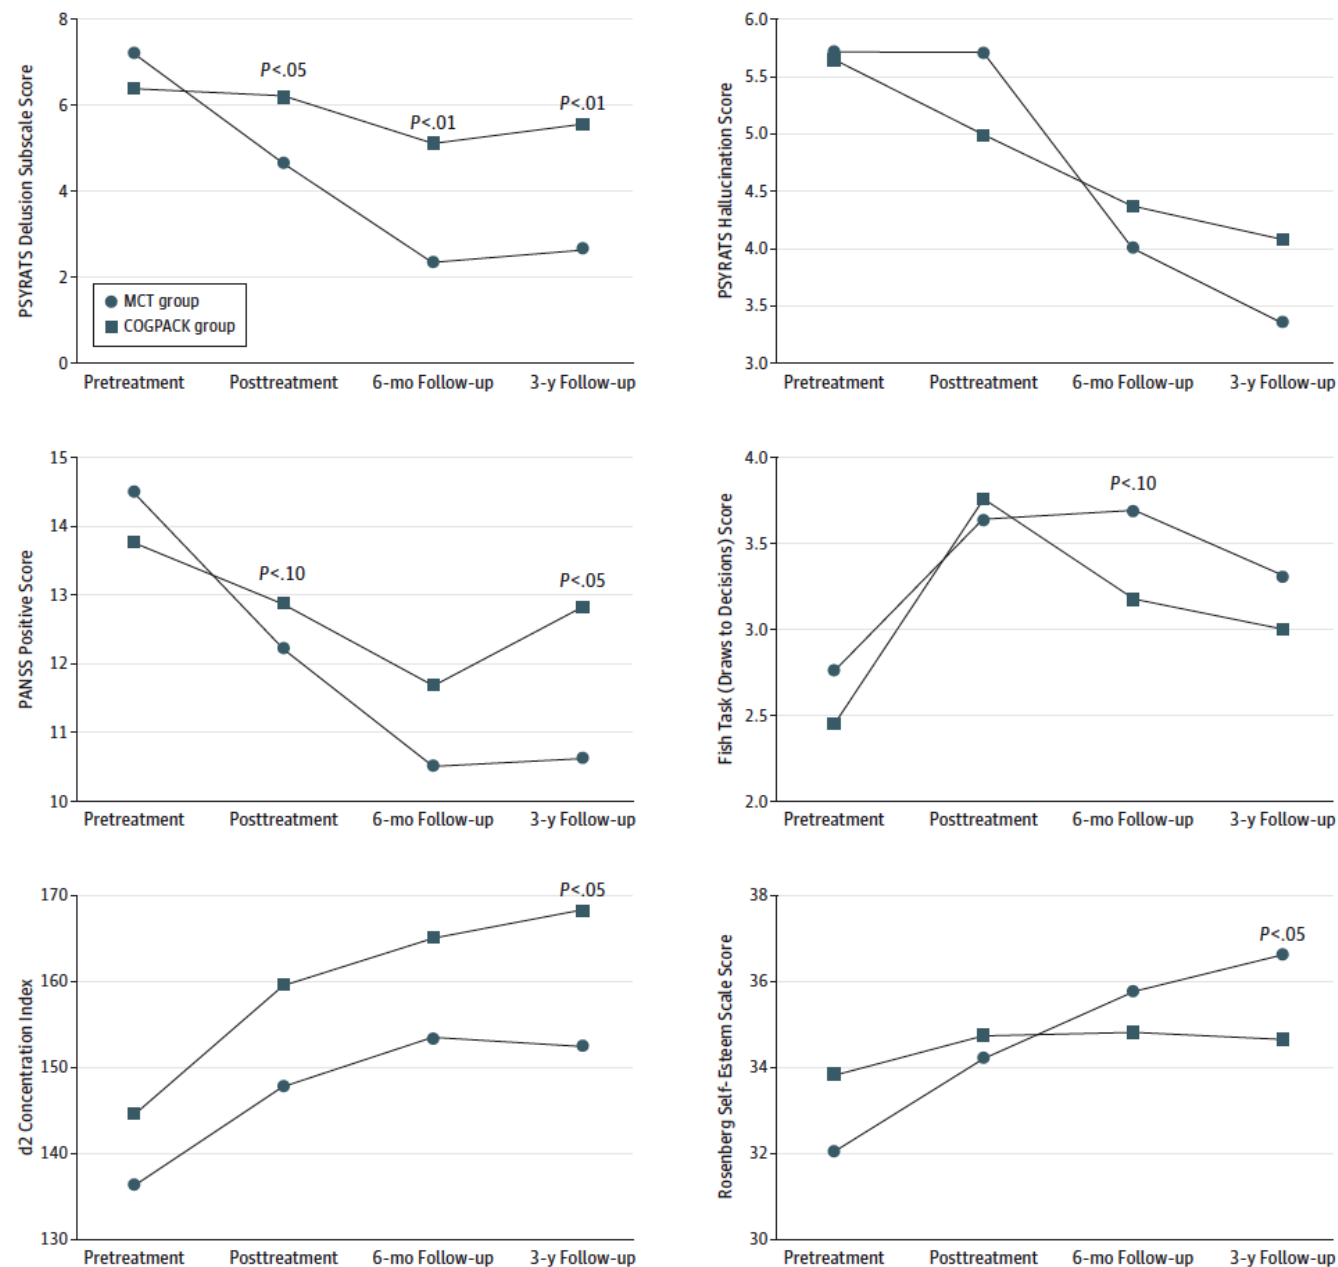 PSYRATS Delusion Subscale Score
8
6
4
2
0
P<.05
P<.01
P<.01
MCT group
COGPACK group
Pretreatment
Posttreatment
6-mo Follow-up
3-y Follow-up
PSYRATS Hallucination Score
6.0
5.5
5.0
4.5
4.0
3.5
3.0
Pretreatment
Posttreatment
6-mo Follow-up
3-y Follow-up
PANSS Positive Score
15
14
13
12
11
10
P<.10
P<.05
Pretreatment
Posttreatment
6-mo Follow-up
3-y Follow-up
Fish Task (Draws to Decisions) Score
4.0
3.5
3.0
2.5
2.0
P<.10
Pretreatment
Posttreatment
6-mo Follow-up
3-y Follow-up
d2 Concentration Index
170
160
150
140
130
P<.05
Pretreatment
Posttreatment
6-mo Follow-up
3-y Follow-up
Rosenberg Self-Esteem Scale Score
38
36
34
32
30
P<.05
Pretreatment
Posttreatment
6-mo Follow-up
3-y Follow-up